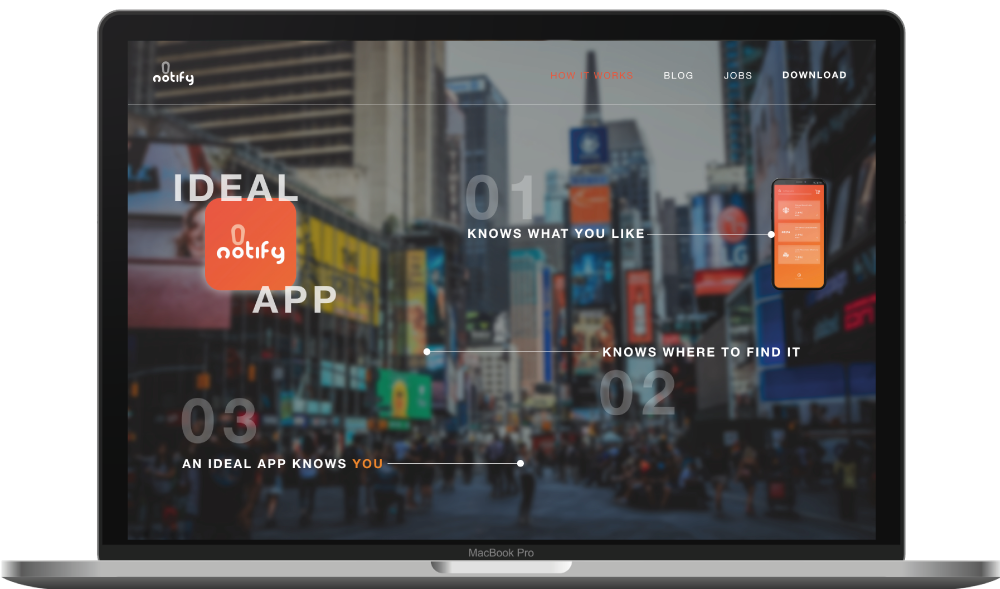 notify
HOW IT WORKS
BLOG
JOBS
DOWNLOAD
IDEAL
notify
APP
01
KNOWS WHAT YOU LIKE
LG
KNOWS WHERE TO FIND IT
02
03
AN IDEAL APP KNOWS YOU
MacBook Pro